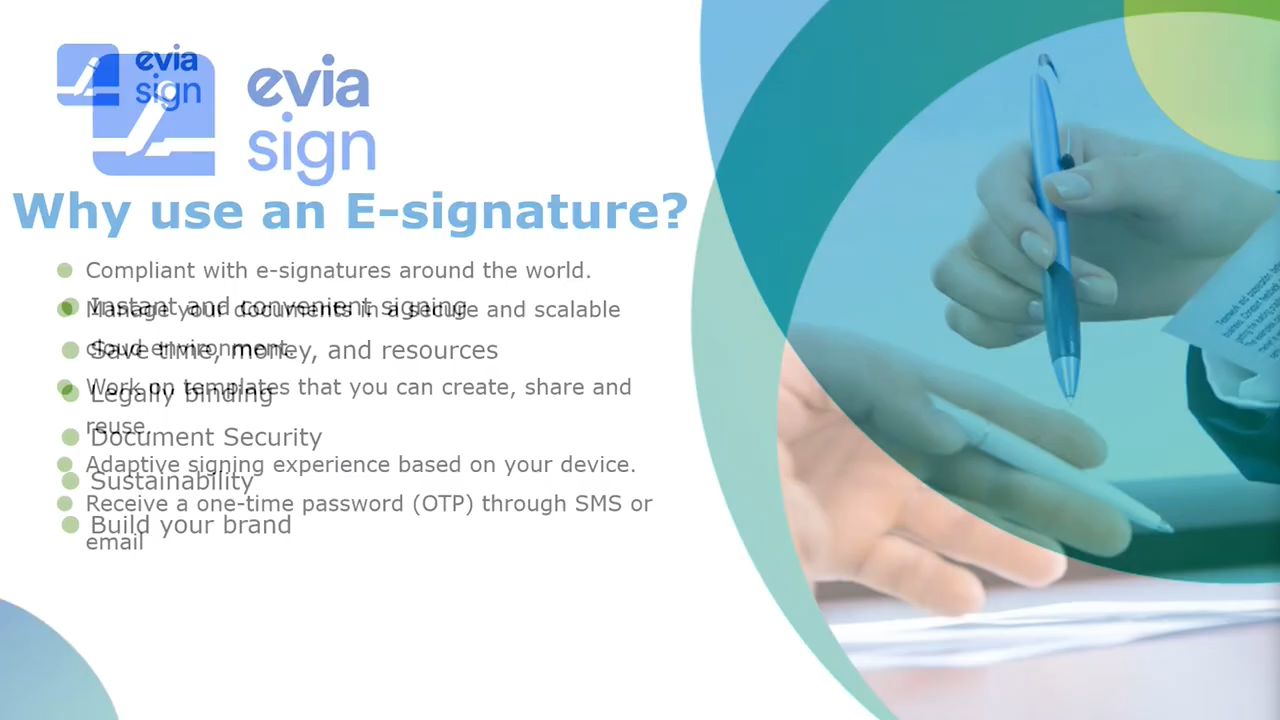 evia
sign
evia
sign
Why use an E-signature?
Compliant with e-signatures around the world.
Instant and convenient signing
Manage your documents in a secure and scalable
cloud environment.
Save time, money, and resources
Work on templates that you can create, share and
Legally binding
reuse
Document Security
Adaptive signing experience based on your device.
Sustainability
Receive a one-time password (OTP) through SMS or
Build your brand
email